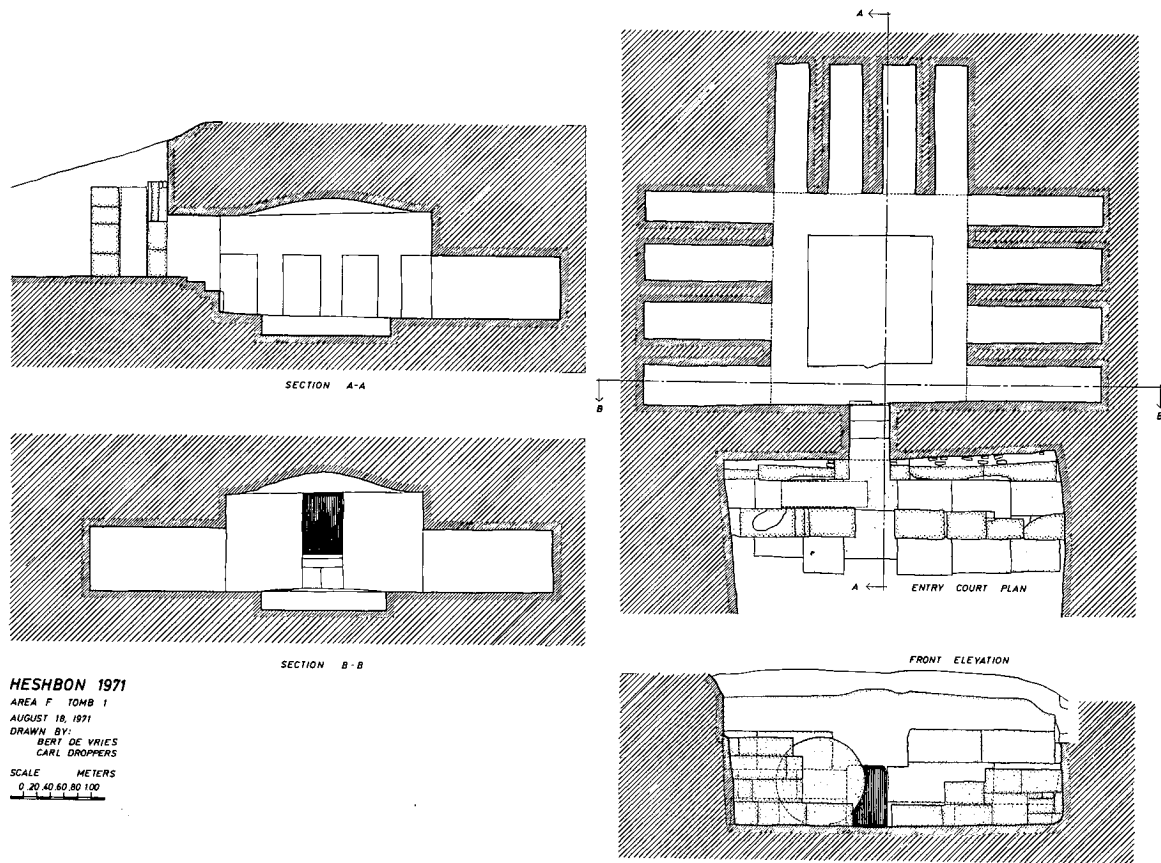 A
SECTION A-A
B
B
A
ENTRY COURT PLAN
SECTION B-B
FRONT ELEVATION
HESHBON 1971
AREA F TOMB 1
AUGUST 18, 1971
DRAWN BY:
BERT DE VRIES
CARL DROPPERS
SCALE METERS
0 .20 .40 .60 .80 1.00